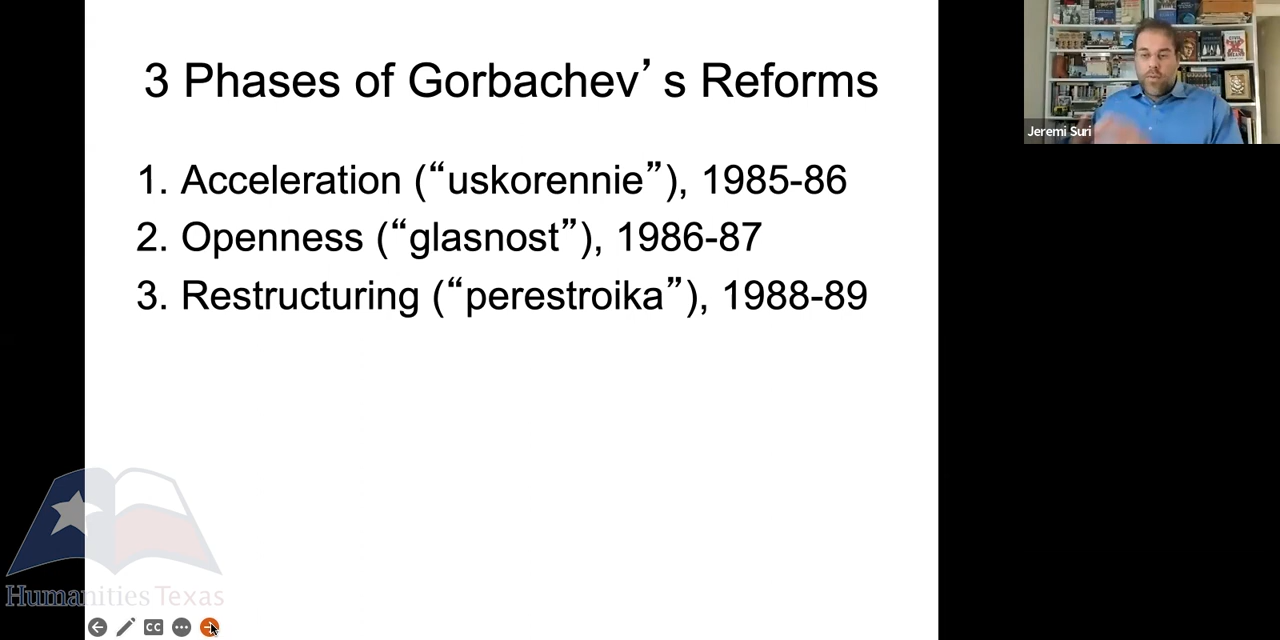 3 Phases of Gorbachev’s Reforms
1. Acceleration (“uskorennie”), 1985-86
2. Openness (“glasnost”), 1986-87
3. Restructuring (“perestroika”), 1988-89
Jeremi Suri
Humanities Texas
CC